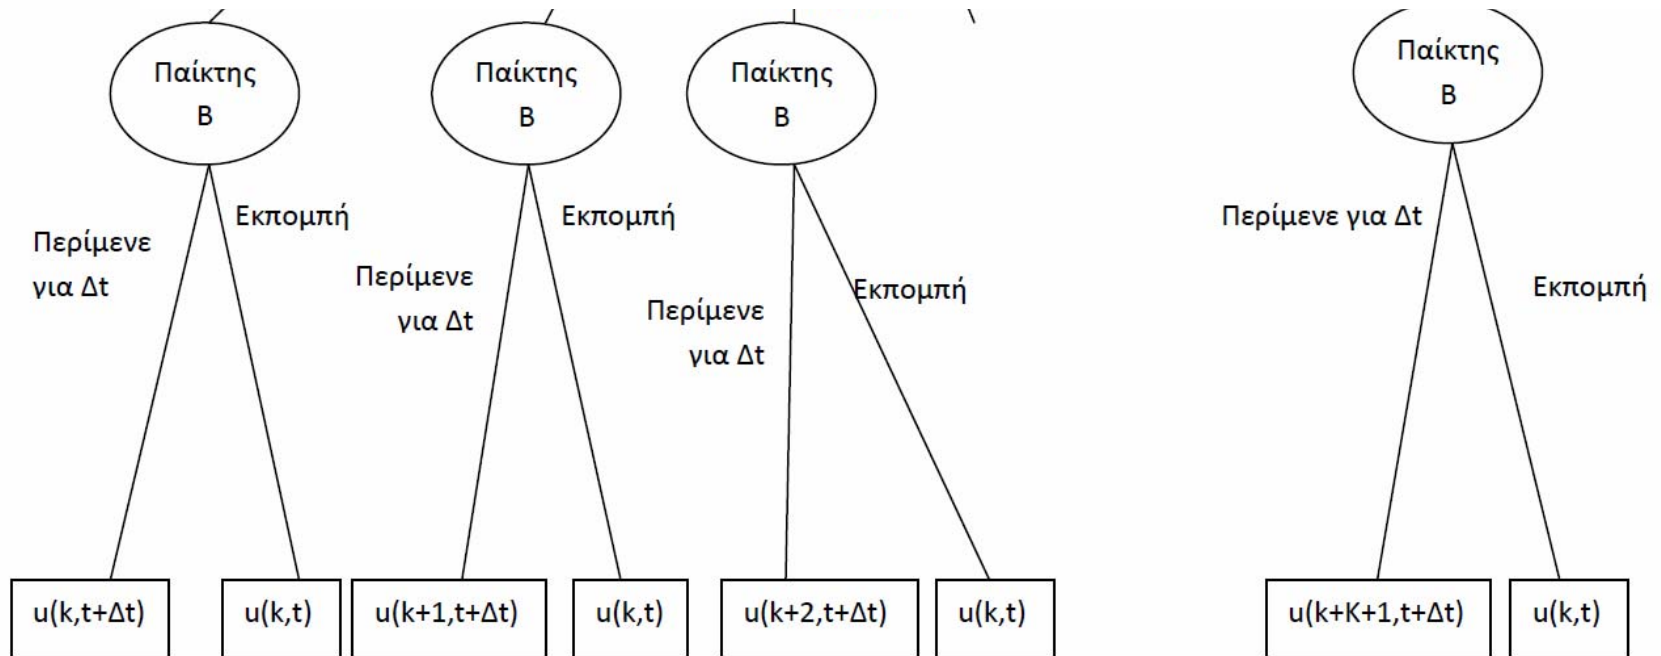 Παίκτης
Β
Παίκτης
Β
Παίκτης
Β
Παίκτης
Β
Περίμενε
για Δt
Εκπομπή
Περίμενε
για Δt
Εκπομπή
Περίμενε
για Δt
Εκπομπή
Περίμενε για Δt
Εκπομπή
u(k,t+Δt)
u(k,t)
u(k+1,t+Δt)
u(k,t)
u(k+2,t+Δt)
u(k,t)
u(k+K+1,t+Δt)
u(k,t)